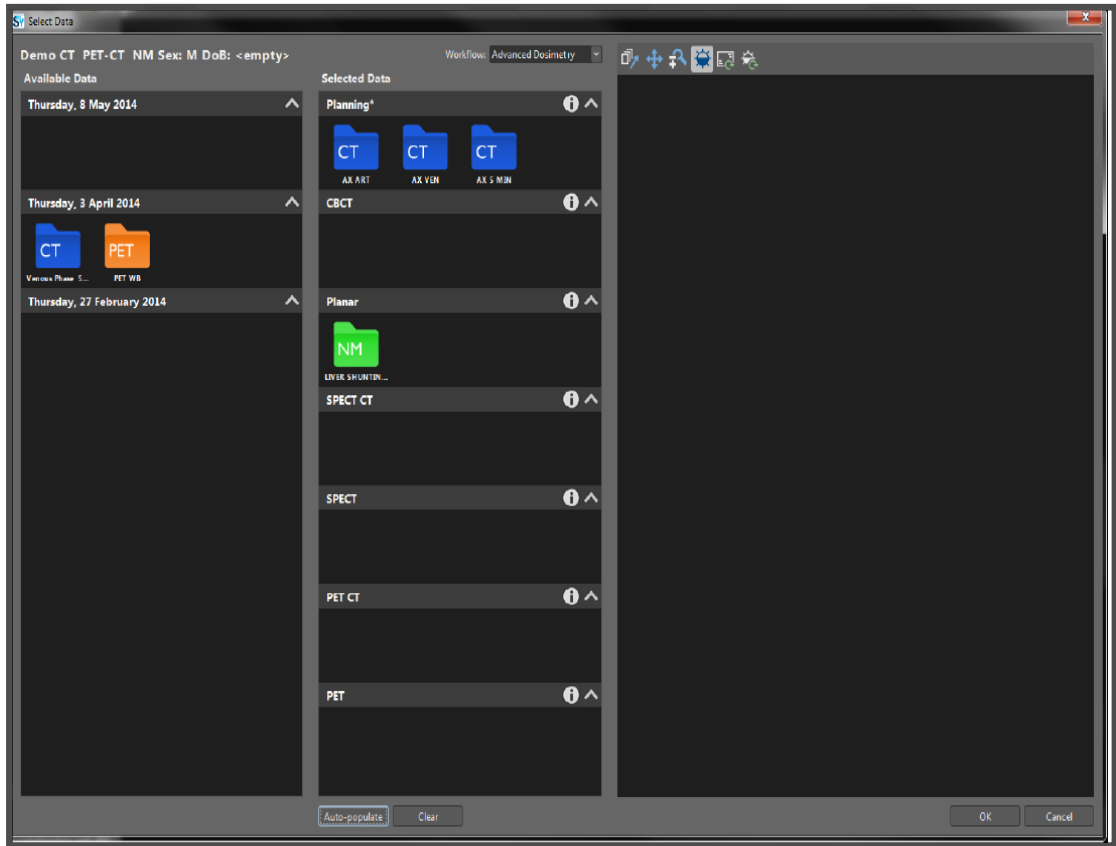 SY Select Data
Demo CT PET-CT NM Sex: M DoB: <empty>
Workflow: Advanced Dosimetry
Available Data
Selected Data
Thursday, 8 May 2014
Planning*
CT
CT
CT
AX ART
AX VEN
AX 5 MIN
Thursday, 3 April 2014
CBCT
CT
PET
Venous Phase S...
PET WB
Thursday, 27 February 2014
Planar
NM
LIVER SHUNTIN...
SPECT CT
SPECT
PET CT
PET
Auto-populate
Clear
OK
Cancel